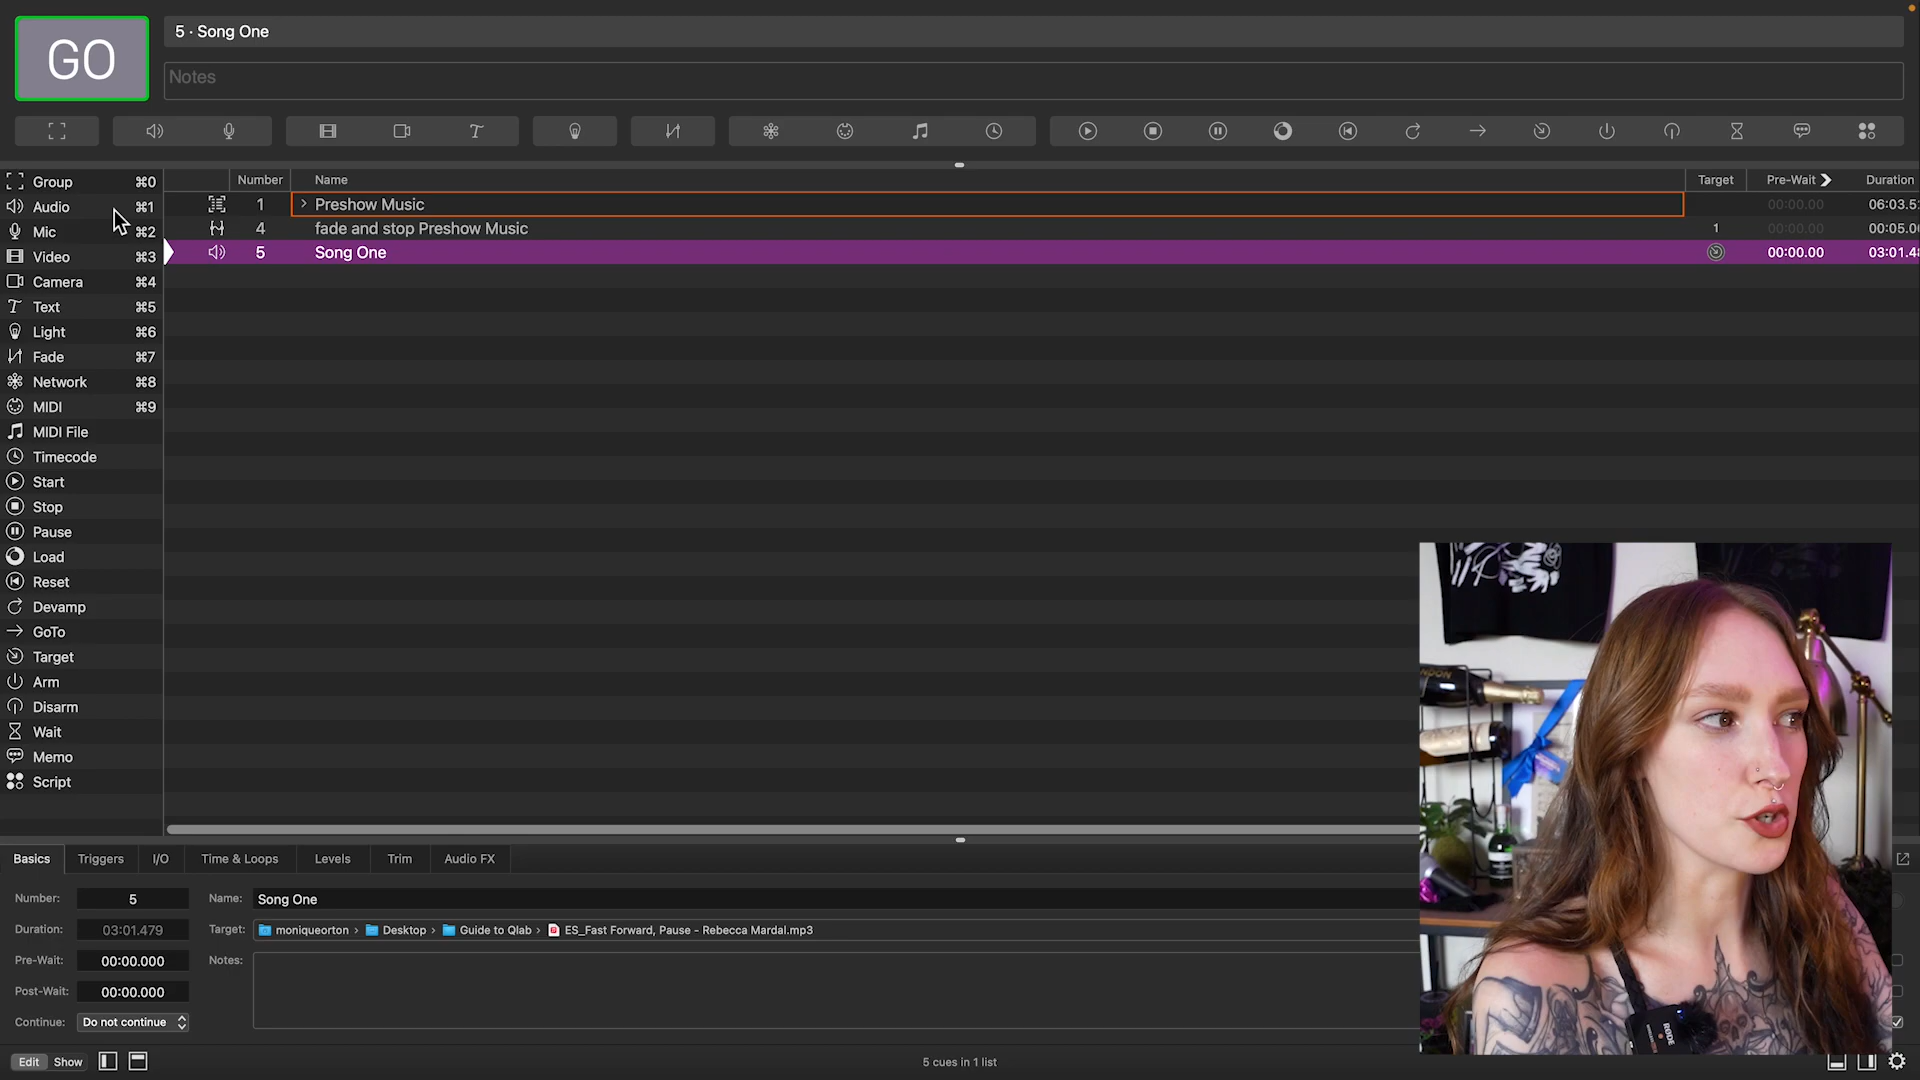 GO
5 · Song One
Notes
Group ⌘0
Audio ⌘1
Mic ⌘2
Video ⌘3
Camera ⌘4
Text ⌘5
Light ⌘6
Fade ⌘7
Network ⌘8
MIDI ⌘9
MIDI File
Timecode
Start
Stop
Pause
Load
Reset
Devamp
GoTo
Target
Arm
Disarm
Wait
Memo
Script
Number Name Target Pre-Wait Duration
1 Preshow Music 00:00.00 06:03.5
4 fade and stop Preshow Music 1 00:00.00 00:05.0
5 Song One 00:00.00 03:01.4
Basics Triggers I/O Time & Loops Levels Trim Audio FX
Number: 5 Name: Song One
Duration: 03:01.479 Target: moniqueorton › Desktop › Guide to Qlab › ES_Fast Forward, Pause - Rebecca Mardal.mp3
Pre-Wait: 00:00.000 Notes:
Post-Wait: 00:00.000
Continue: Do not continue
Edit Show 5 cues in 1 list
RØDE